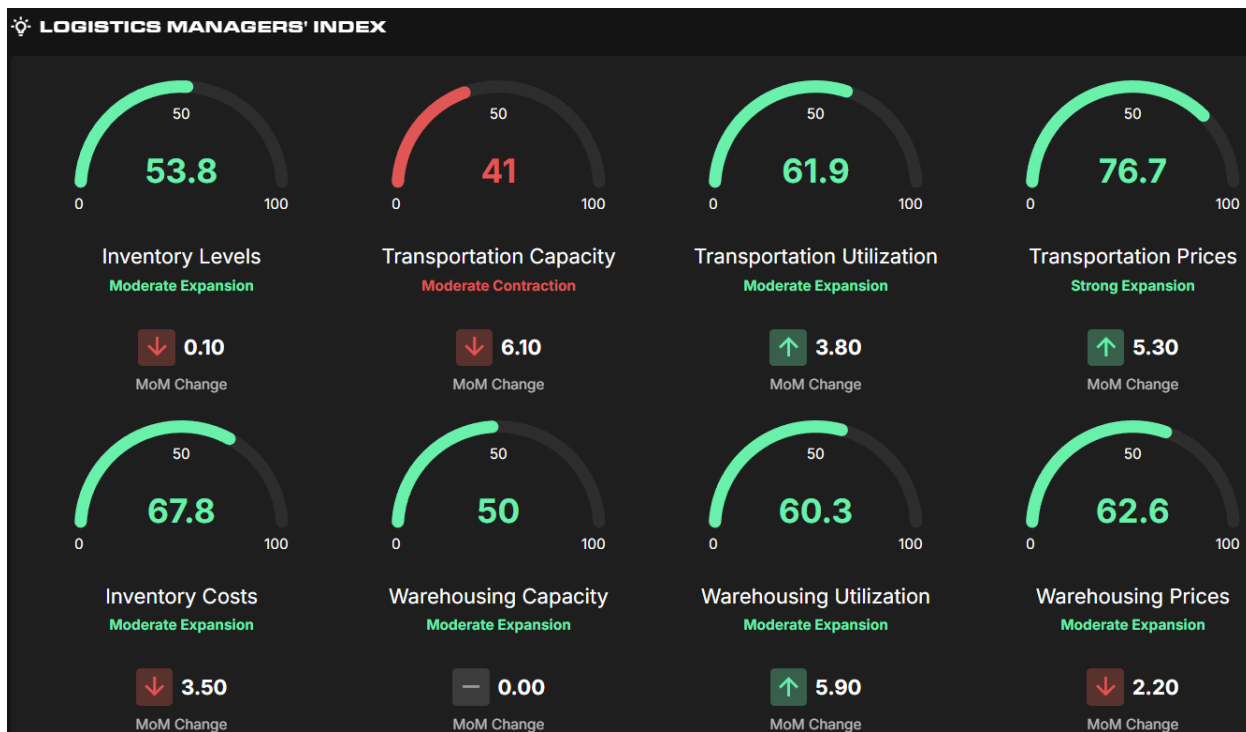 LOGISTICS MANAGERS' INDEX
50 50 50 50
53.8 41 61.9 76.7
0 100 0 100 0 100 0 100
Inventory Levels Transportation Capacity Transportation Utilization Transportation Prices
Moderate Expansion Moderate Contraction Moderate Expansion Strong Expansion
↓ 0.10 ↓ 6.10 ↑ 3.80 ↑ 5.30
MoM Change MoM Change MoM Change MoM Change
50 50 50 50
67.8 50 60.3 62.6
0 100 0 100 0 100 0 100
Inventory Costs Warehousing Capacity Warehousing Utilization Warehousing Prices
Moderate Expansion Moderate Expansion Moderate Expansion Moderate Expansion
↓ 3.50 — 0.00 ↑ 5.90 ↓ 2.20
MoM Change MoM Change MoM Change MoM Change